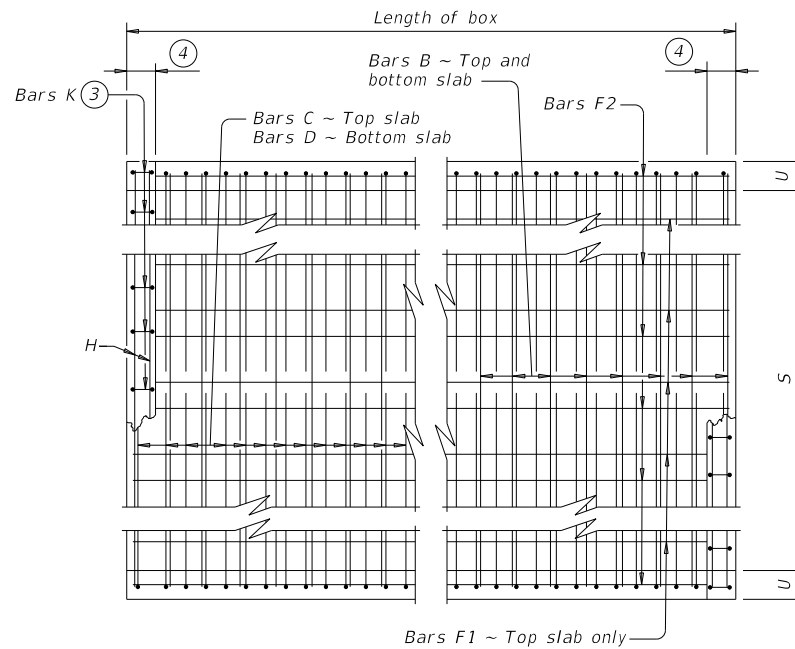 Length of box
4
4
Bars B ~ Top and
bottom slab
Bars K 3
Bars C ~ Top slab
Bars D ~ Bottom slab
Bars F2
U
H
S
U
Bars F1 ~ Top slab only